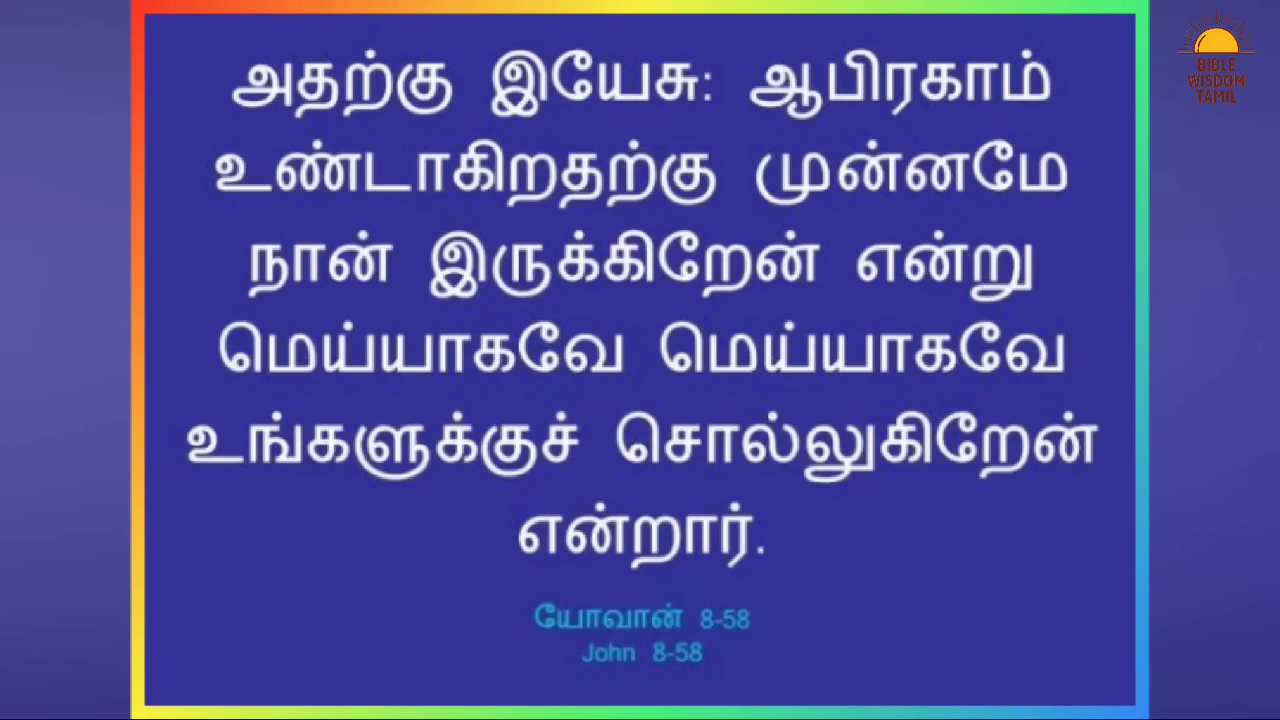 அதற்கு இயேசு: ஆபிரகாம்
உண்டாகிறதற்கு முன்னமே
நான் இருக்கிறேன் என்று
மெய்யாகவே மெய்யாகவே
உங்களுக்குச் சொல்லுகிறேன்
என்றார்.
யோவான் 8-58
John 8-58
BIBLE
WISDOM
TAMIL